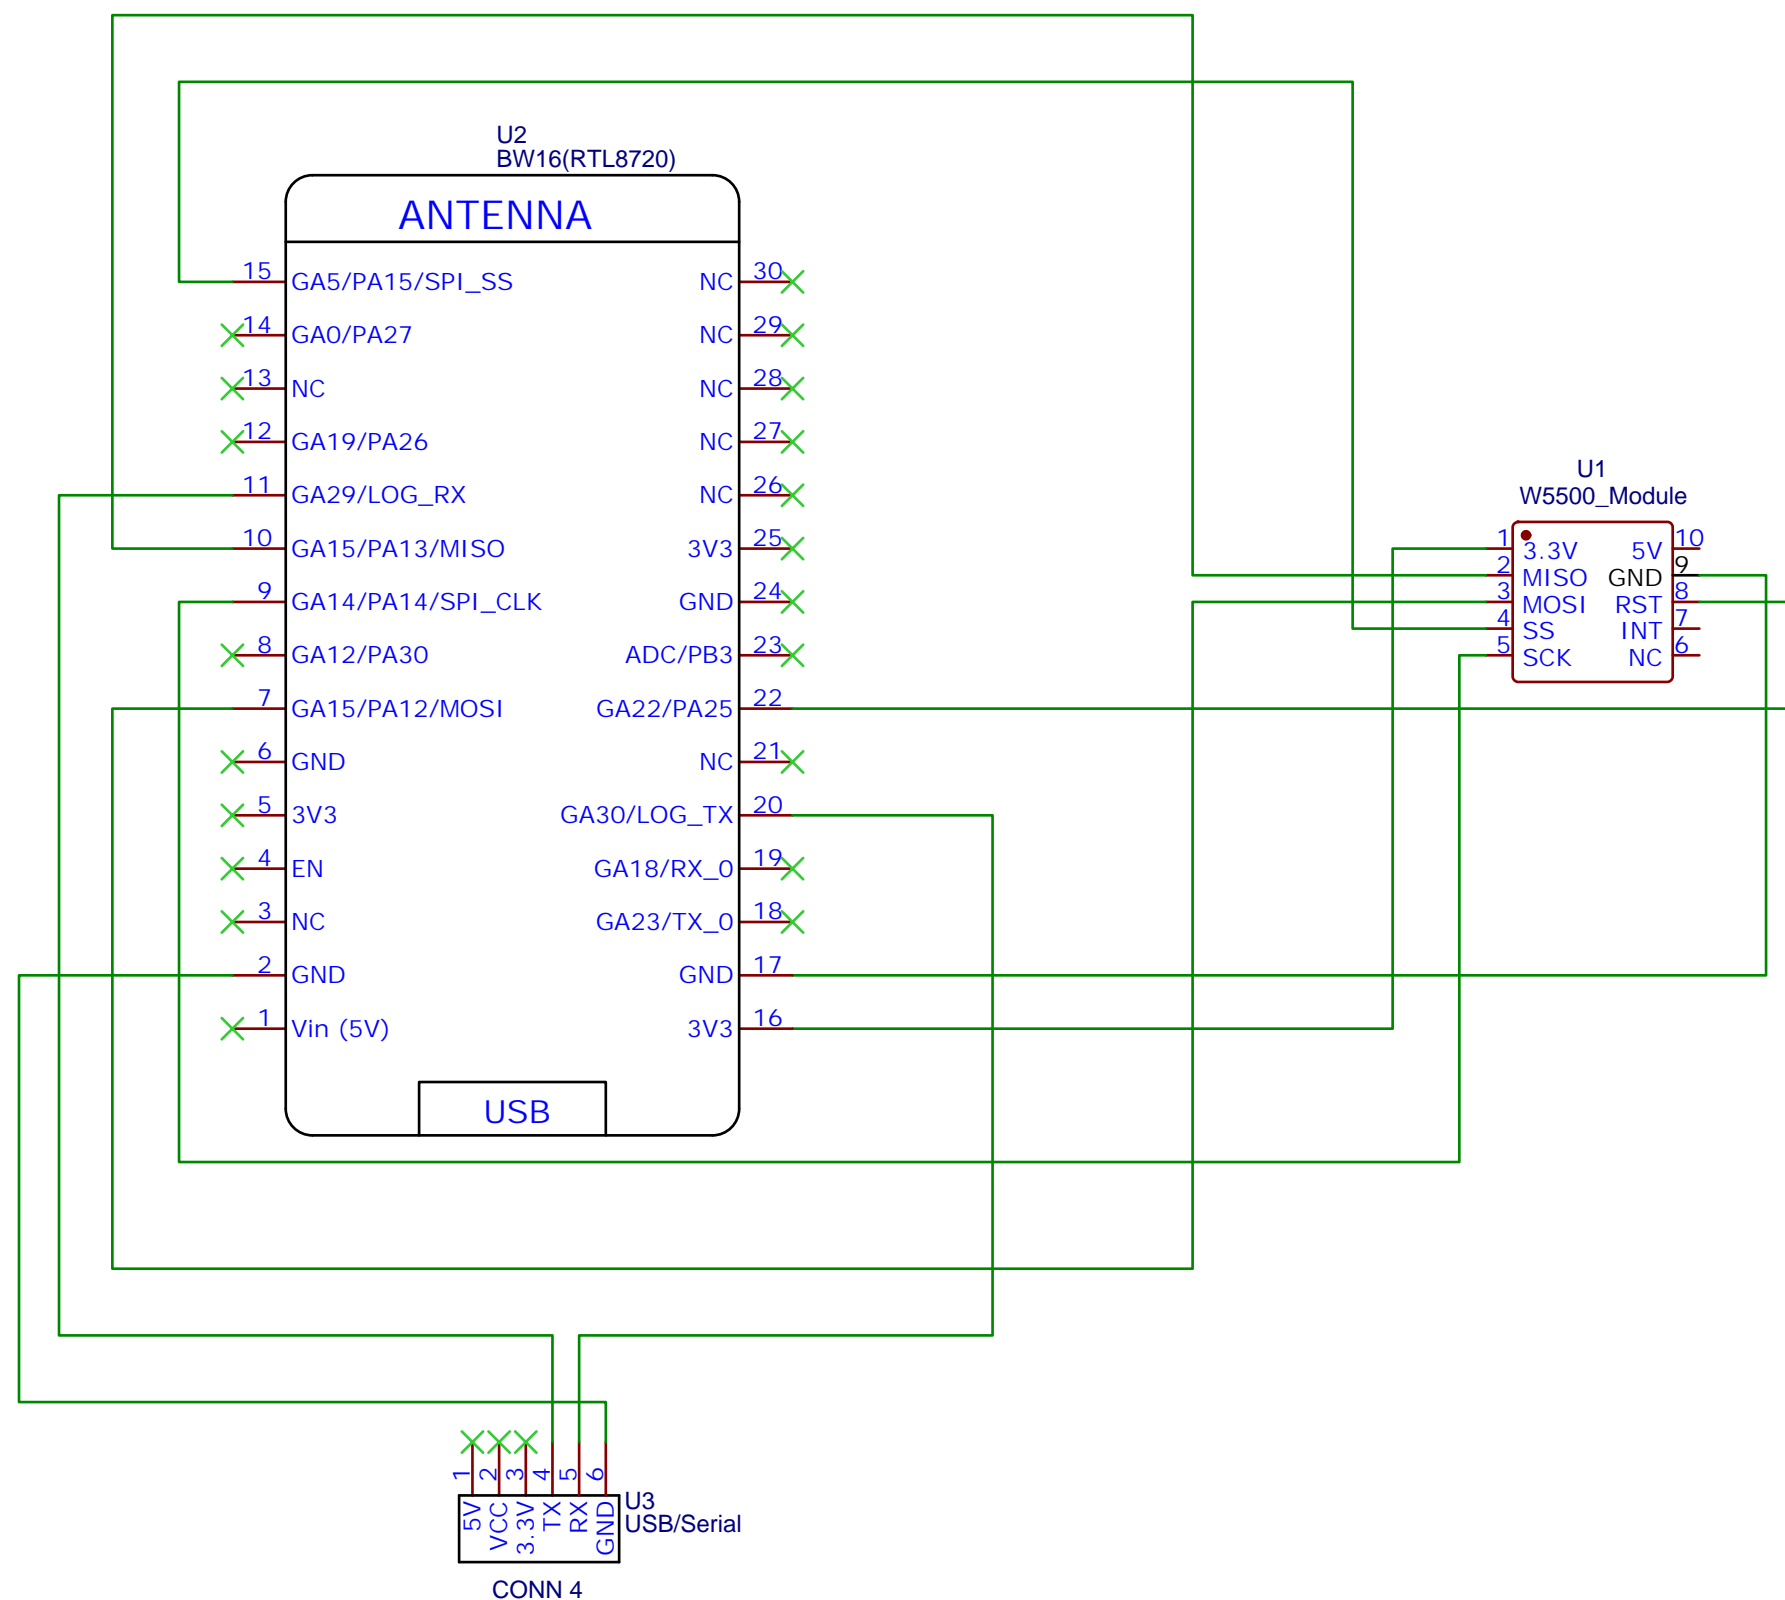 U2
BW16(RTL8720)
ANTENNA
15 GA5/PA15/SPI_SS NC 30
14 GA0/PA27 NC 29
13 NC NC 28
12 GA19/PA26 NC 27
11 GA29/LOG_RX NC 26
10 GA15/PA13/MISO 3V3 25
9 GA14/PA14/SPI_CLK GND 24
8 GA12/PA30 ADC/PB3 23
7 GA15/PA12/MOSI GA22/PA25 22
6 GND NC 21
5 3V3 GA30/LOG_TX 20
4 EN GA18/RX_0 19
3 NC GA23/TX_0 18
2 GND GND 17
1 Vin (5V) 3V3 16
USB
U1
W5500_Module
1 3.3V 5V 10
2 MISO GND 9
3 MOSI RST 8
4 SS INT 7
5 SCK NC 6
1 2 3 4 5 6
5V VCC 3.3V TX RX GND
U3
USB/Serial
CONN 4